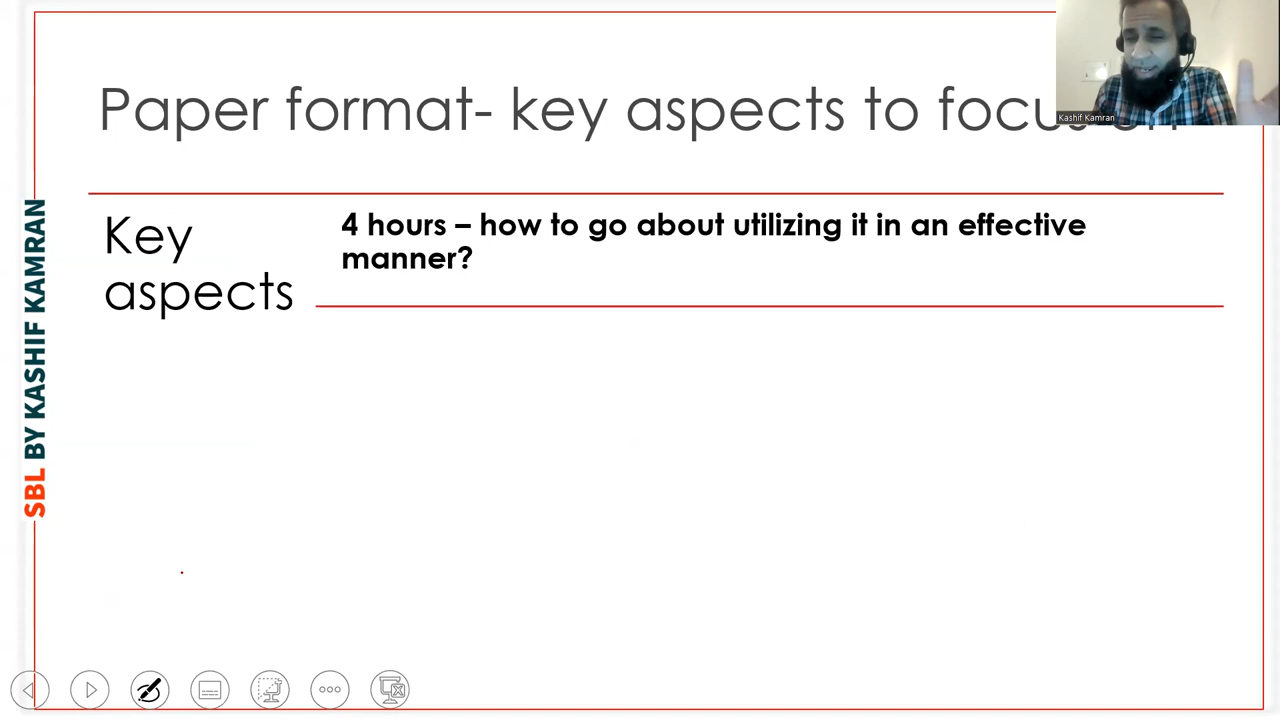 Paper format- key aspects to focus on
Kashif Kamran
Key
aspects
4 hours – how to go about utilizing it in an effective
manner?
SBL BY KASHIF KAMRAN